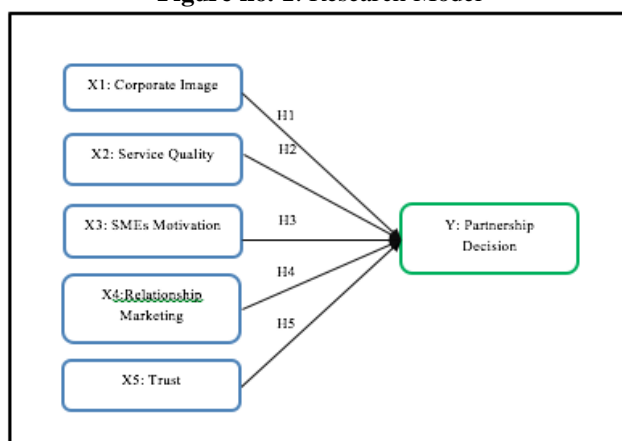 Figure no. 1: Research Model
X1: Corporate Image
H1
X2: Service Quality
H2
X3: SMEs Motivation
H3
Y: Partnership
Decision
X4:Relationship
Marketing
H4
X5: Trust
H5